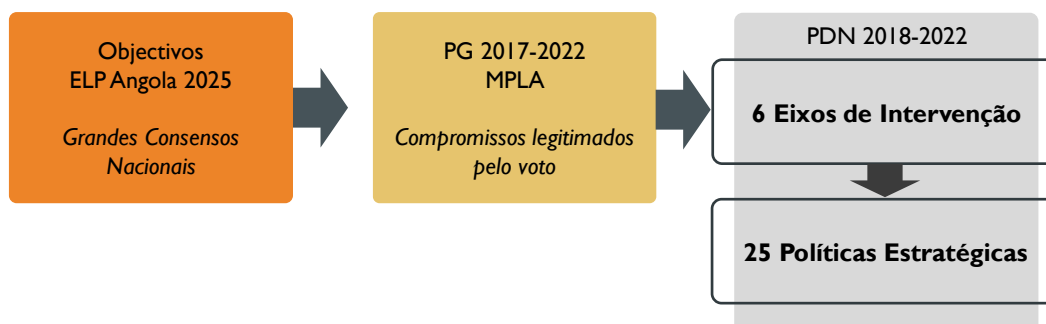 Objectivos
ELP Angola 2025
Grandes Consensos
Nacionais
PG 2017-2022
MPLA
Compromissos legitimados
pelo voto
PDN 2018-2022
6 Eixos de Intervenção
25 Políticas Estratégicas